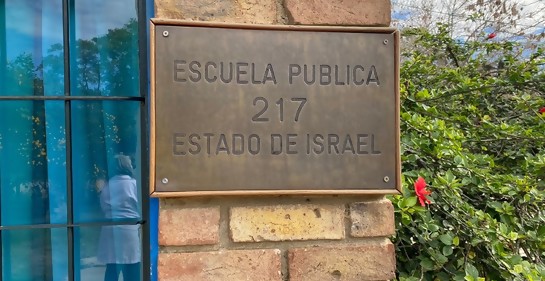 ESCUELA PUBLICA
217
ESTADO DE ISRAEL